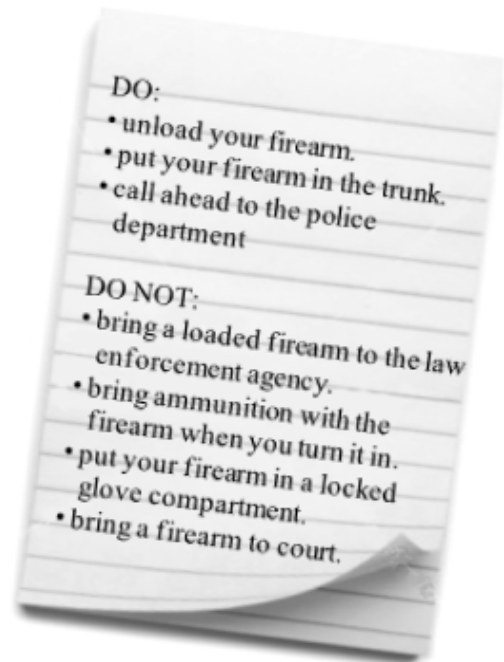 DO:
• unload your firearm.
• put your firearm in the trunk.
• call ahead to the police
department
DO NOT:
• bring a loaded firearm to the law
enforcement agency.
• bring ammunition with the
firearm when you turn it in.
• put your firearm in a locked
glove compartment.
• bring a firearm to court.